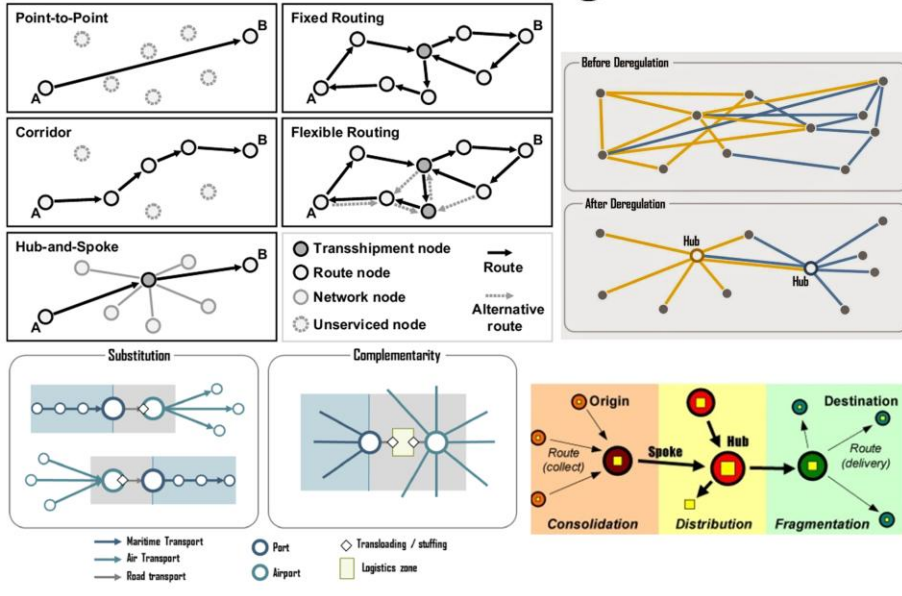 Point-to-Point
B
A
Fixed Routing
B
A
Corridor
B
A
Flexible Routing
B
A
Hub-and-Spoke
B
A
Transshipment node
Route node
Network node
Unserviced node
Route
Alternative
route
Before Deregulation
After Deregulation
Hub
Hub
Substitution
Complementarity
Maritime Transport
Air Transport
Road transport
Port
Airport
Transloading / stuffing
Logistics zone
Origin
Route
(collect)
Consolidation
Spoke
Hub
Distribution
Destination
Route
(delivery)
Fragmentation